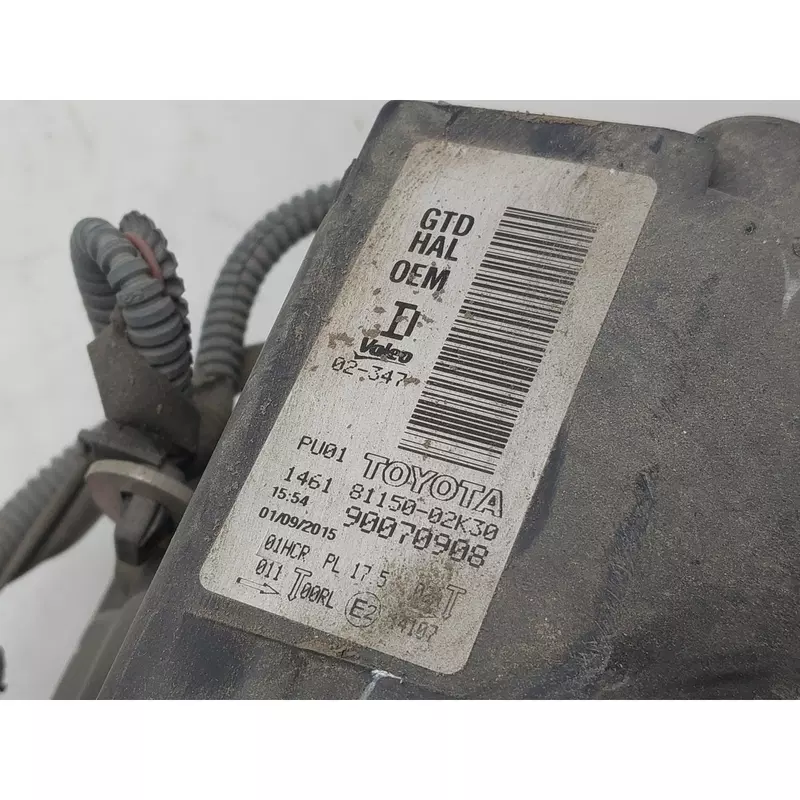 GTD
HAL
OEM
Valeo
02-347
PU01 TOYOTA
1461 81150-02K30
15:54 90070908
01/09/2015
01HCR PL 17 5
011 T00RL E2